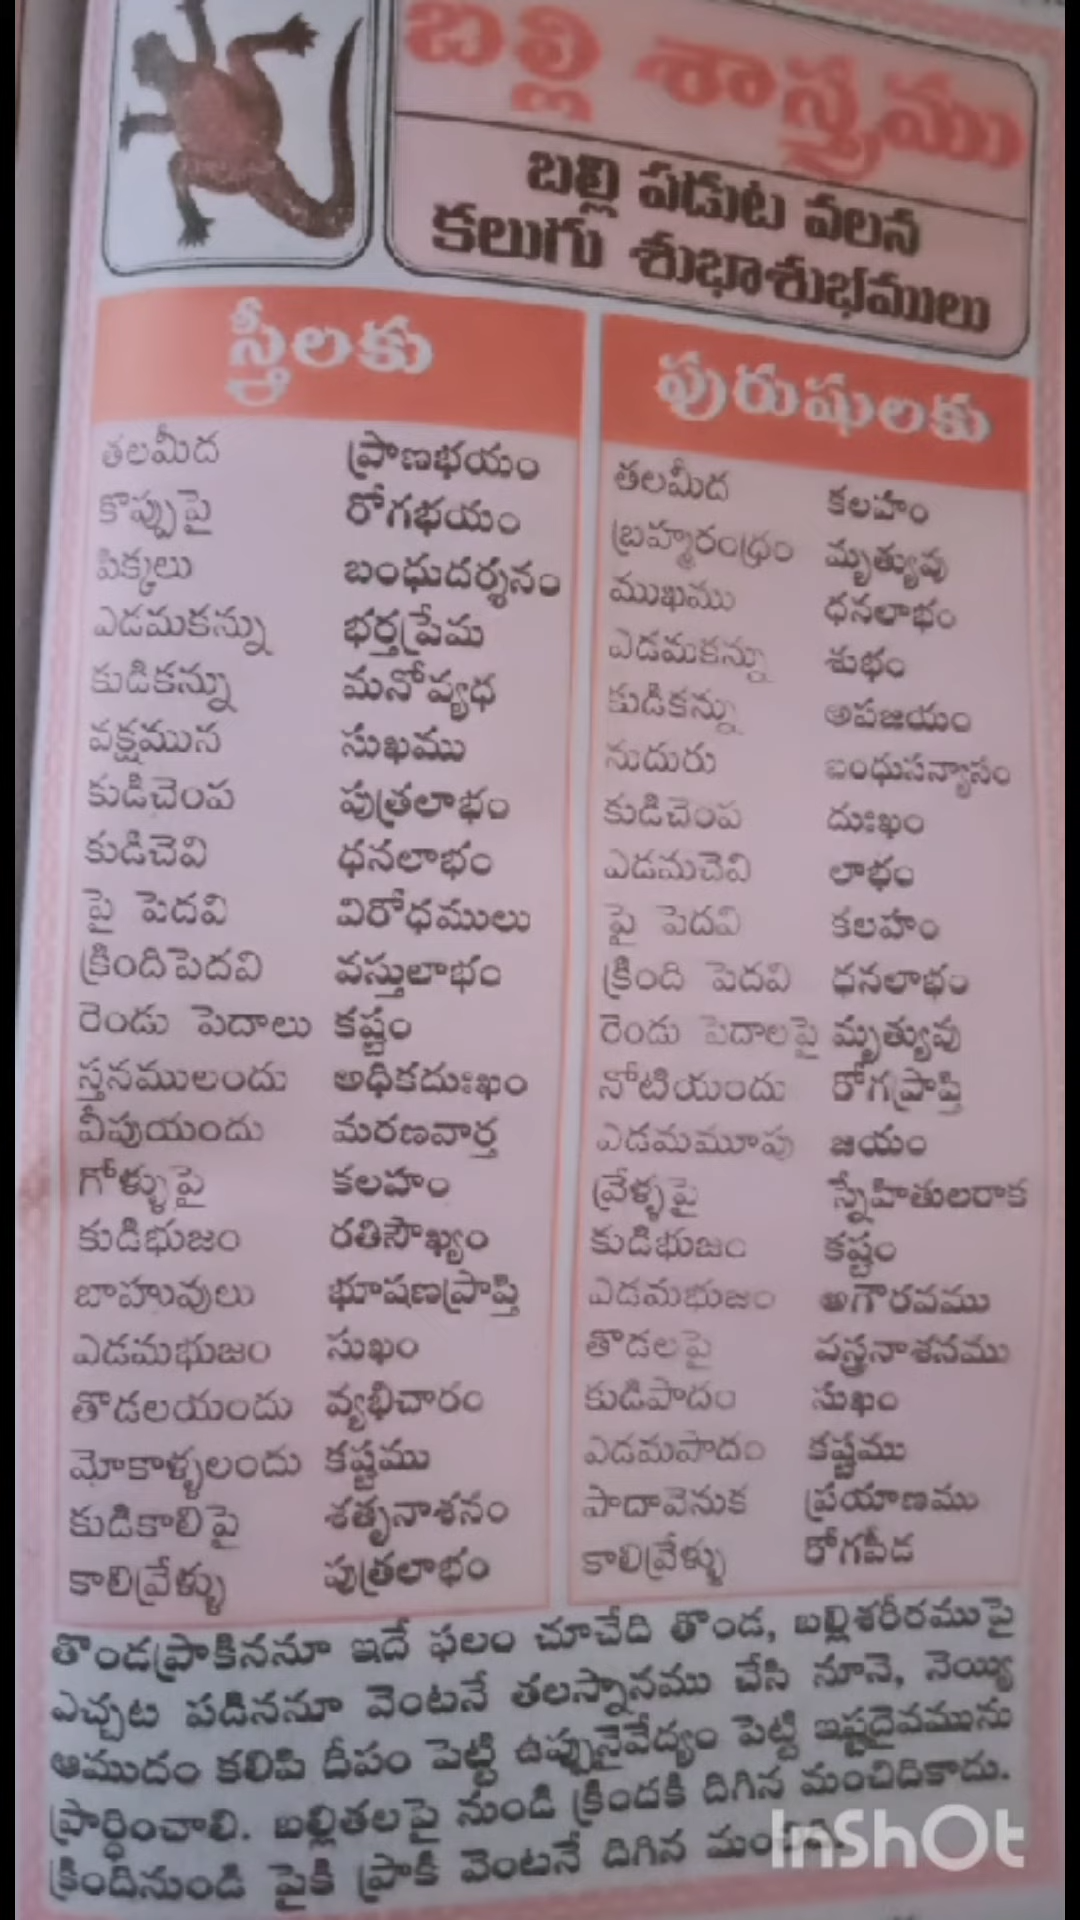 బల్లి శాస్త్రము
బల్లి పడుట వలన
కలుగు శుభాశుభములు
స్త్రీలకు
తలమీద ప్రాణభయం
కొప్పుపై రోగభయం
పిక్కలు బంధుదర్శనం
ఎడమకన్ను భర్తప్రేమ
కుడికన్ను మనోవ్యధ
వక్షమున సుఖము
కుడిచెంప పుత్రలాభం
కుడిచెవి ధనలాభం
పై పెదవి విరోధములు
క్రిందిపెదవి వస్తులాభం
రెండు పెదాలు కష్టం
స్తనములందు అధికదుఃఖం
వీపుయందు మరణవార్త
గోళ్ళుపై కలహం
కుడిభుజం రతిసౌఖ్యం
బాహువులు భూషణప్రాప్తి
ఎడమభుజం సుఖం
తొడలయందు వ్యభిచారం
మోకాళ్ళలందు కష్టము
కుడికాలిపై శతృనాశనం
కాలివ్రేళ్ళు పుత్రలాభం
పురుషులకు
తలమీద కలహం
బ్రహ్మరంధ్రం మృత్యువు
ముఖము ధనలాభం
ఎడమకన్ను శుభం
కుడికన్ను అపజయం
నుదురు బంధుసన్యాసం
కుడిచెంప దుఃఖం
ఎడమచెవి లాభం
పై పెదవి కలహం
క్రింది పెదవి ధనలాభం
రెండు పెదాలపై మృత్యువు
నోటియందు రోగప్రాప్తి
ఎడమమూపు జయం
వ్రేళ్ళపై స్నేహితులరాక
కుడిభుజం కష్టం
ఎడమభుజం అగౌరవము
తొడలపై వస్త్రనాశనము
కుడిపాదం సుఖం
ఎడమపాదం కష్టము
పాదావెనుక ప్రయాణము
కాలివ్రేళ్ళు రోగపీడ
తొండప్రాకిననూ ఇదే ఫలం చూచేది తొండ, బల్లిశరీరముపై
ఎచ్చట పడిననూ వెంటనే తలస్నానము చేసి నూనె, నెయ్యి
ఆముదం కలిపి దీపం పెట్టి ఉప్పునైవేద్యం పెట్టి ఇష్టదైవమును
ప్రార్ధించాలి. బల్లితలపై నుండి క్రిందకి దిగిన మంచిదికాదు.
క్రిందినుండి పైకి ప్రాకి వెంటనే దిగిన
InShOt